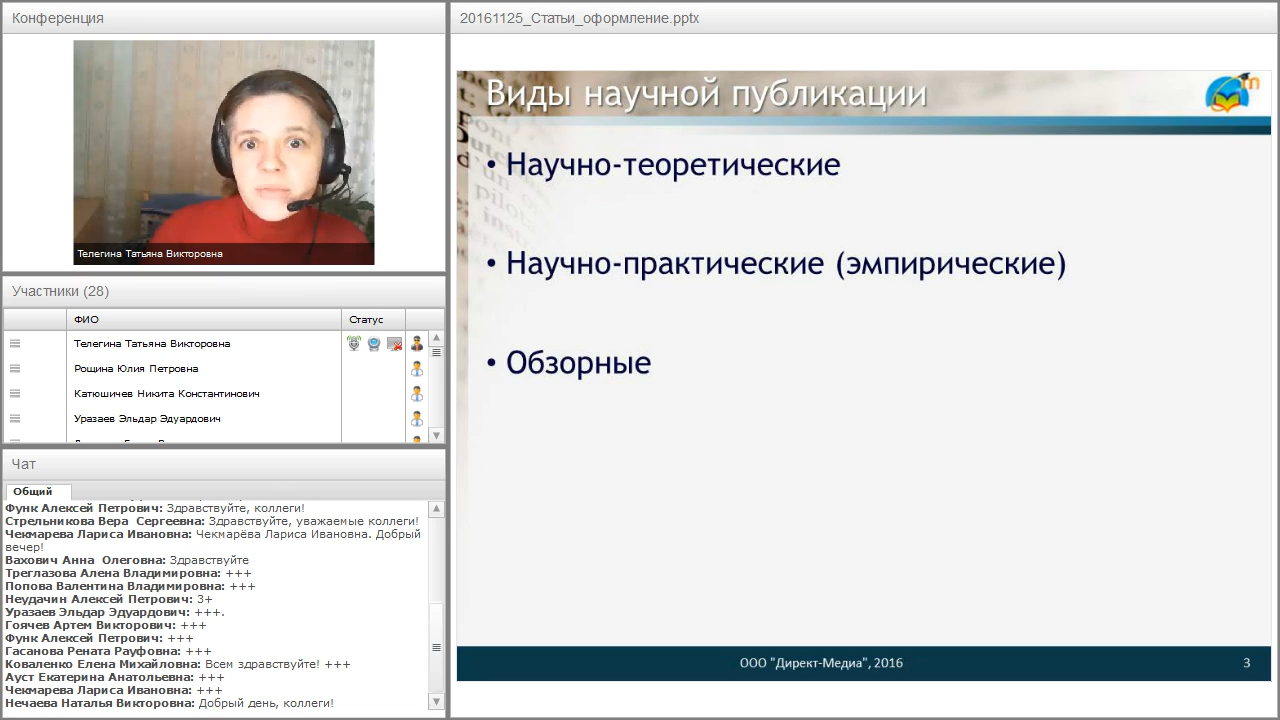 Конференция
Телегина Татьяна Викторовна
Участники (28)
ФИО
Статус
Телегина Татьяна Викторовна
Рощина Юлия Петровна
Катюшичев Никита Константинович
Уразаев Эльдар Эдуардович
Чат
Общий
Функ Алексей Петрович: Здравствуйте, коллеги!
Стрельникова Вера Сергеевна: Здравствуйте, уважаемые коллеги!
Чекмарева Лариса Ивановна: Чекмарёва Лариса Ивановна. Добрый
вечер!
Вахович Анна Олеговна: Здравствуйте
Треглазова Алена Владимировна: +++
Попова Валентина Владимировна: +++
Неудачин Алексей Петрович: 3+
Уразаев Эльдар Эдуардович: +++.
Гоячев Артем Викторович: +++
Функ Алексей Петрович: +++
Гасанова Рената Рауфовна: +++
Коваленко Елена Михайловна: Всем здравствуйте! +++
Ауст Екатерина Анатольевна: +++
Чекмарева Лариса Ивановна: +++
Нечаева Наталья Викторовна: Добрый день, коллеги!
20161125_Статьи_оформление.pptx
Виды научной публикации
• Научно-теоретические
• Научно-практические (эмпирические)
• Обзорные
ООО "Директ-Медиа", 2016
3